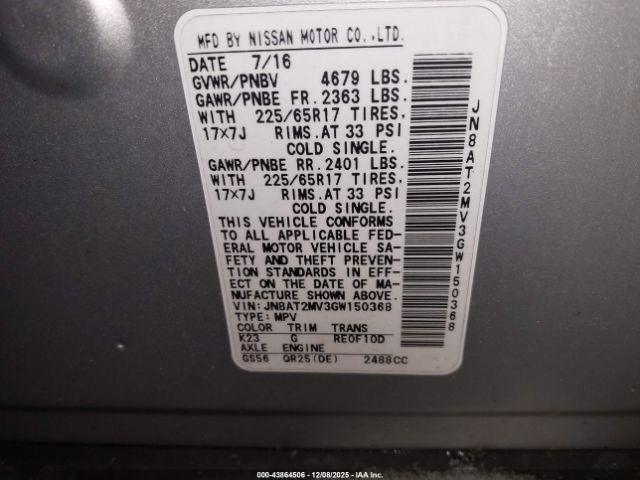 MFD BY NISSAN MOTOR CO.,LTD.
DATE 7/16
GVWR/PNBV 4679 LBS.
GAWR/PNBE FR. 2363 LBS.
WITH 225/65R17 TIRES,
17x7J RIMS.AT 33 PSI
COLD SINGLE.
GAWR/PNBE RR. 2401 LBS.
WITH 225/65R17 TIRES,
17x7J RIMS.AT 33 PSI
COLD SINGLE.
THIS VEHICLE CONFORMS
TO ALL APPLICABLE FED-
ERAL MOTOR VEHICLE SA-
FETY AND THEFT PREVEN-
TION STANDARDS IN EFF-
ECT ON THE DATE OF MA-
NUFACTURE SHOWN ABOVE.
VIN:JN8AT2MV3GW150368
TYPE: MPV
COLOR TRIM TRANS
K23 G RE0F10D
AXLE ENGINE
GS56 QR25(DE) 2488CC
JN8AT2MV3GW150368
000-43864506 - 12/08/2025 - IAA, Inc.